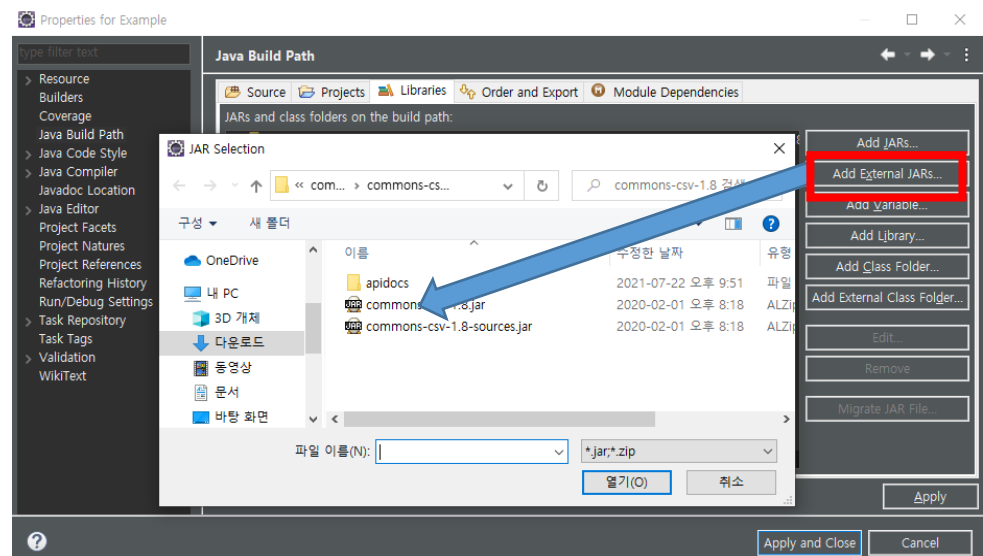 Properties for Example
type filter text
Resource
Builders
Coverage
Java Build Path
Java Code Style
Java Compiler
Javadoc Location
Java Editor
Project Facets
Project Natures
Project References
Refactoring History
Run/Debug Settings
Task Repository
Task Tags
Validation
WikiText
Java Build Path
Source Projects Libraries Order and Export Module Dependencies
JARs and class folders on the build path:
Add JARs...
Add External JARs...
Add Variable...
Add Library...
Add Class Folder...
Add External Class Folder...
Edit...
Remove
Migrate JAR File...
JAR Selection
« com... › commons-cs...
commons-csv-1.8 검색
구성 새 폴더
OneDrive
내 PC
3D 개체
다운로드
동영상
문서
바탕 화면
이름 수정한 날짜 유형
apidocs 2021-07-22 오후 9:51 파일
2020-02-01 오후 8:18 ALZip
commons-csv-1.8-sources.jar 2020-02-01 오후 8:18 ALZip
파일 이름(N): *.jar;*.zip
열기(O) 취소
Apply
Apply and Close Cancel